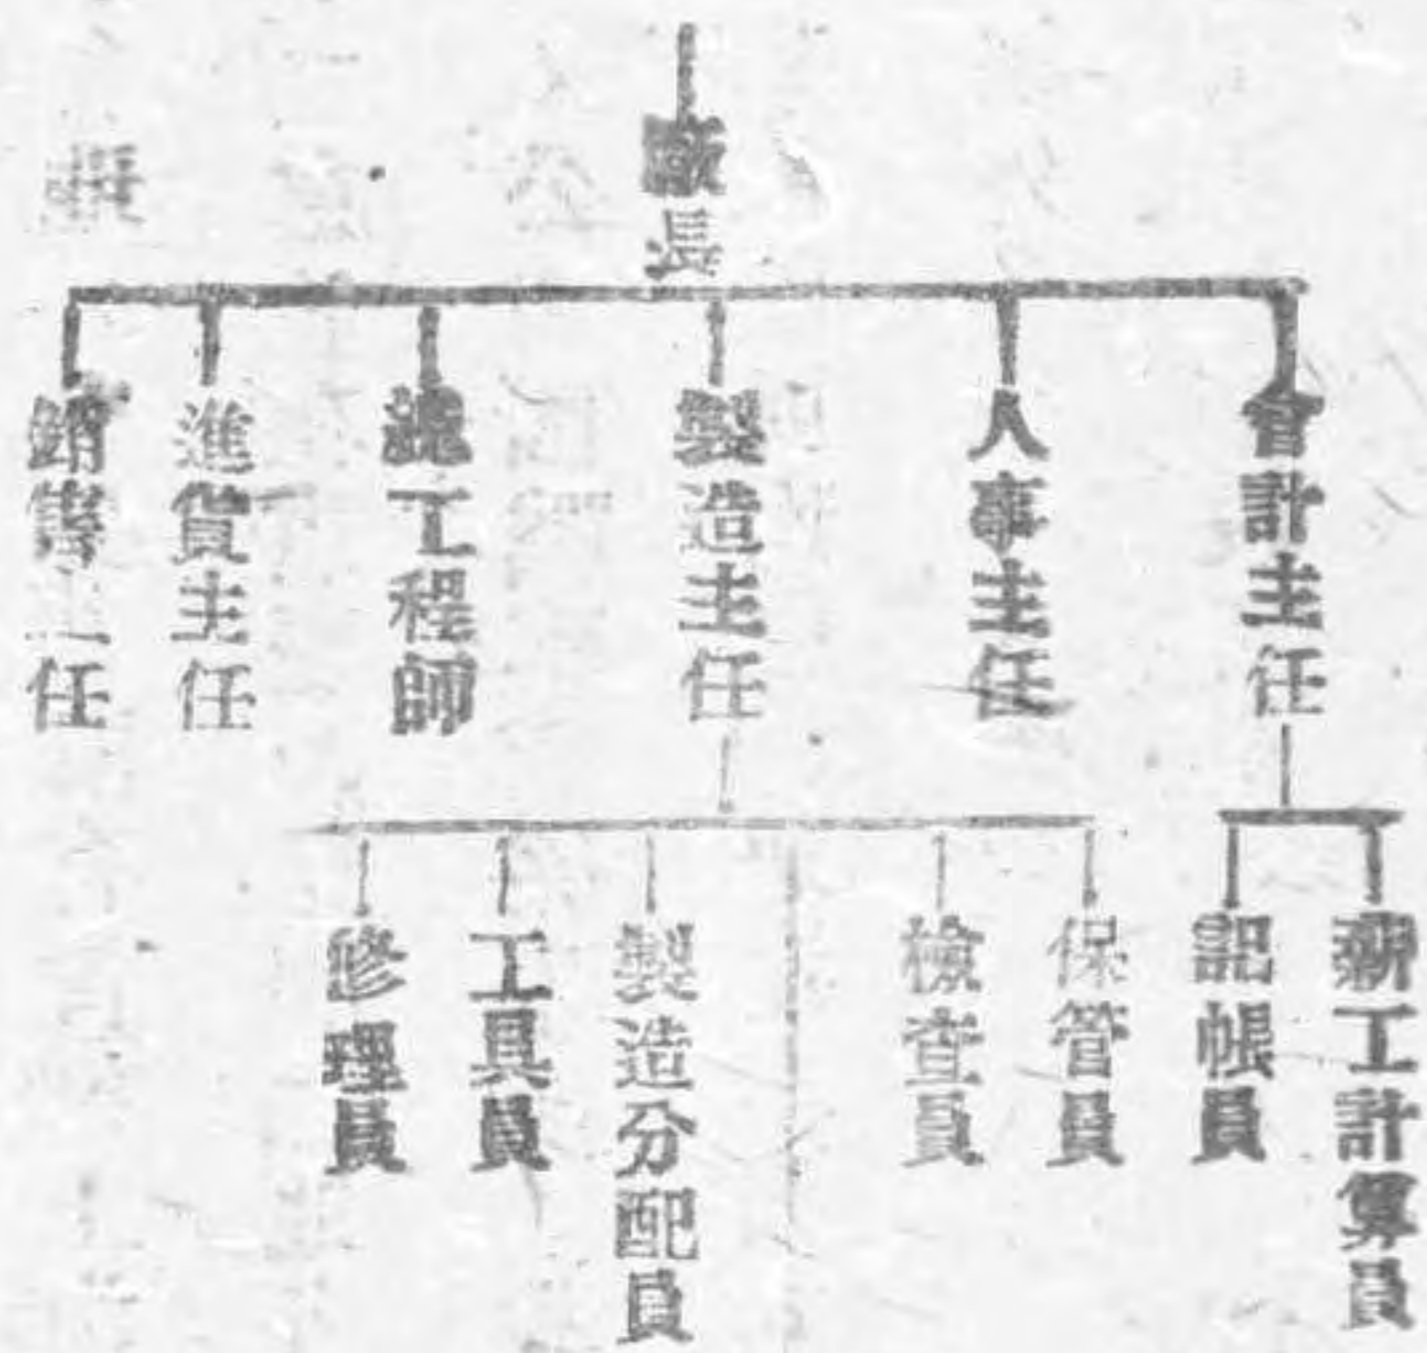 廠長
會計主任
人事主任
製造主任
總工程師
進貨主任
銷售主任
薪工計算員
記帳員
保管員
檢查員
製造分配員
工具員
修理員